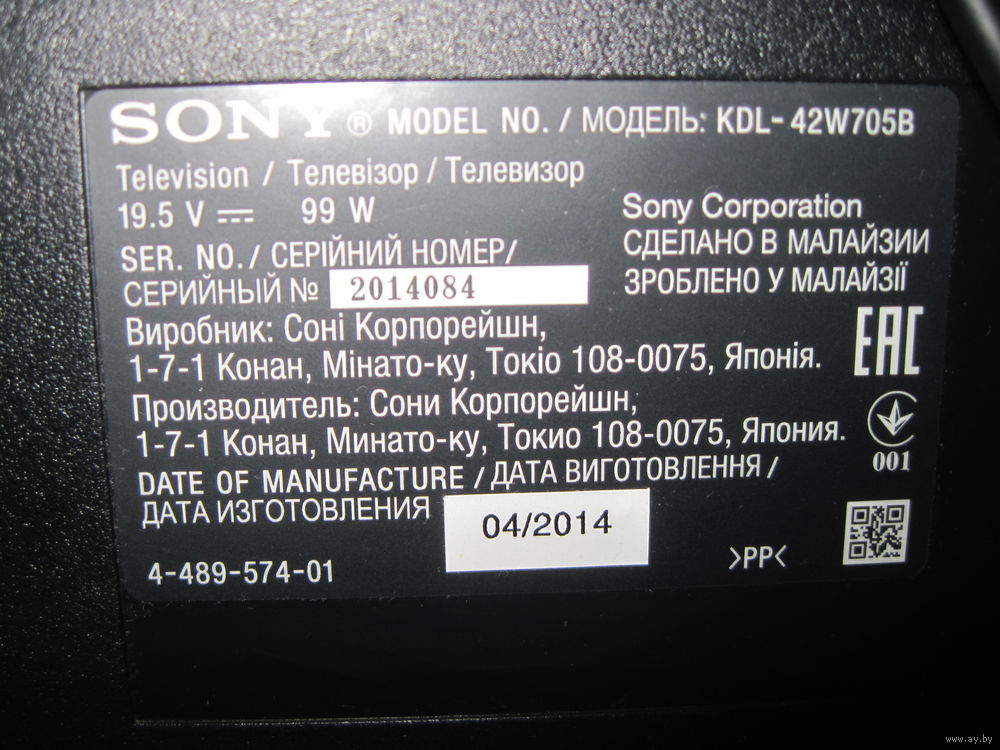 SONY® MODEL NO. / МОДЕЛЬ: KDL- 42W705B
Television / Телевізор / Телевизор
19.5 V 99 W
Sony Corporation
СДЕЛАНО В МАЛАЙЗИИ
ЗРОБЛЕНО У МАЛАЙЗІЇ
SER. NO. / СЕРІЙНИЙ НОМЕР/
СЕРИЙНЫЙ № 2014084
Виробник: Соні Корпорейшн,
1-7-1 Конан, Мінато-ку, Токіо 108-0075, Японія.
EAC
Производитель: Сони Корпорейшн,
1-7-1 Конан, Минато-ку, Токио 108-0075, Япония.
001
DATE OF MANUFACTURE / ДАТА ВИГОТОВЛЕННЯ /
ДАТА ИЗГОТОВЛЕНИЯ 04/2014
4-489-574-01
>PP<
www.ay.by